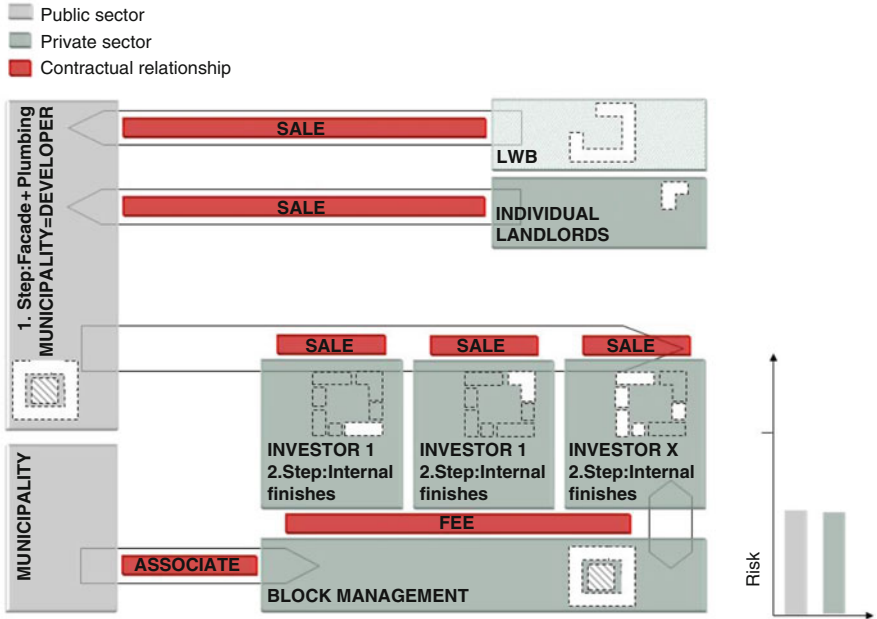 Public sector
Private sector
Contractual relationship
1. Step:Facade+Plumbing
MUNICIPALITY=DEVELOPER
SALE
LWB
SALE
INDIVIDUAL
LANDLORDS
SALE
SALE
SALE
INVESTOR 1
2.Step:Internal
finishes
INVESTOR 1
2.Step:Internal
finishes
INVESTOR X
2.Step:Internal
finishes
FEE
MUNICIPALITY
ASSOCIATE
BLOCK MANAGEMENT
Risk